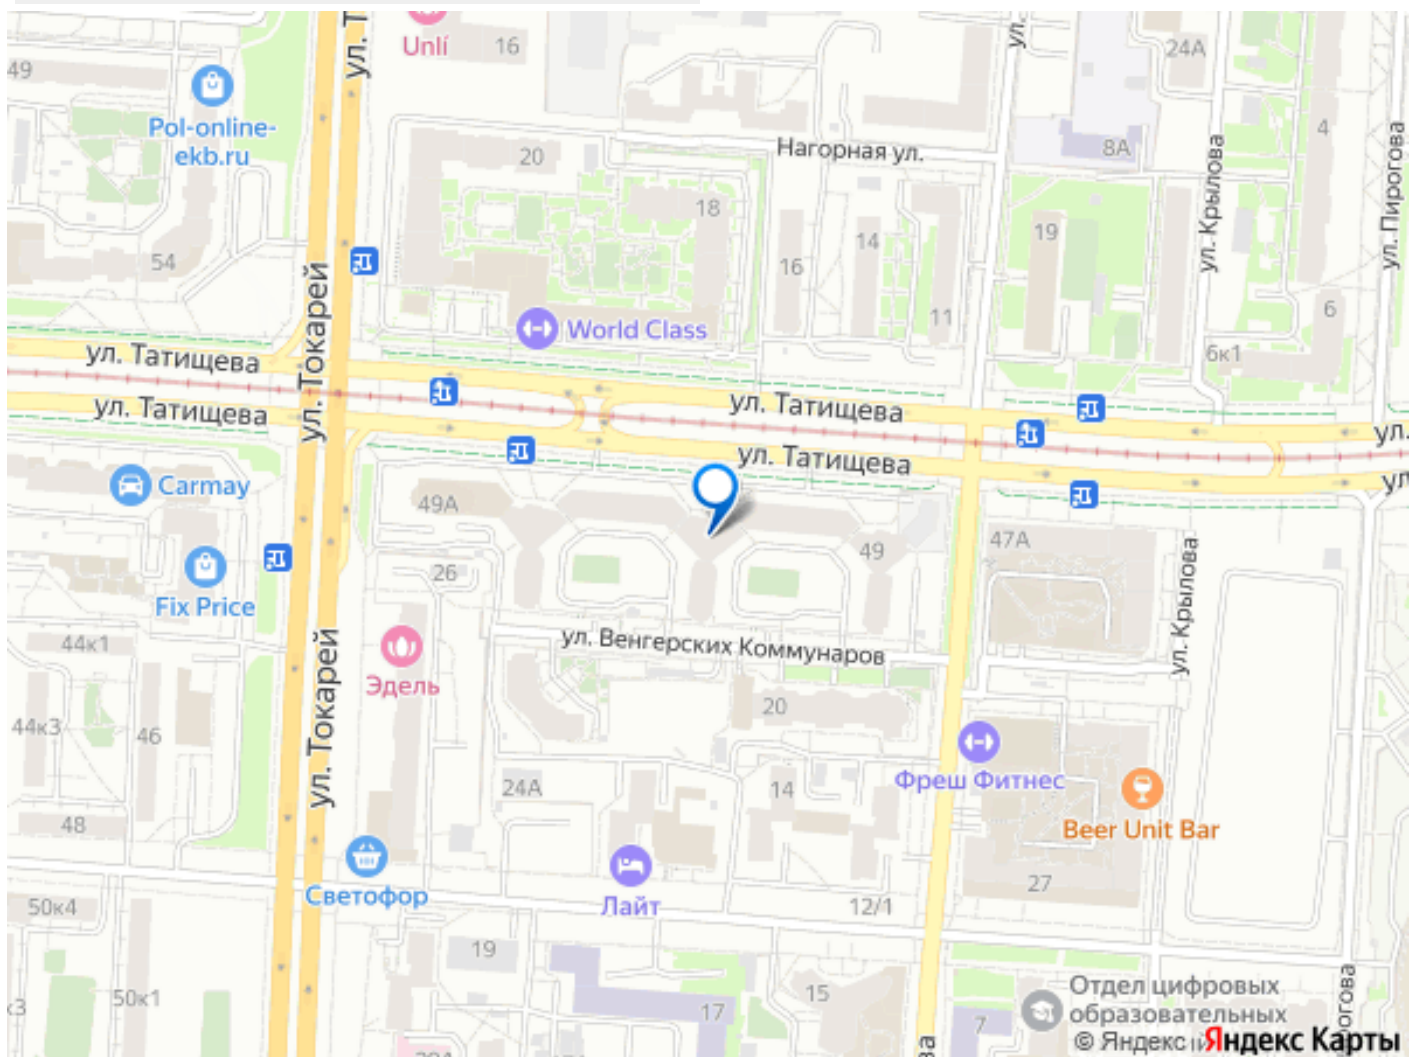 Unlí
16
ул. Т
ул.
24А
49
Pol-online-
ekb.ru
20
Нагорная ул.
8А
4
ул. Крылова
ул. Пирогова
18
14
19
16
54
11
6
ул. Токарей
World Class
6к1
ул. Татищева
ул. Татищева
ул. Татищева
ул. Татищева
ул.
ул
Carmay
49А
49
47А
26
Fix Price
ул. Крылова
44к1
ул. Венгерских Коммунаров
Эдель
ул. Токарей
44к3
46
20
Фреш Фитнес
24А
14
48
Beer Unit Bar
Светофор
Лайт
27
50к4
12/1
19
50к1
к3
17
15
7
Отдел цифровых
образовательных
рогова
ва
© Яндекс
Яндекс Карты